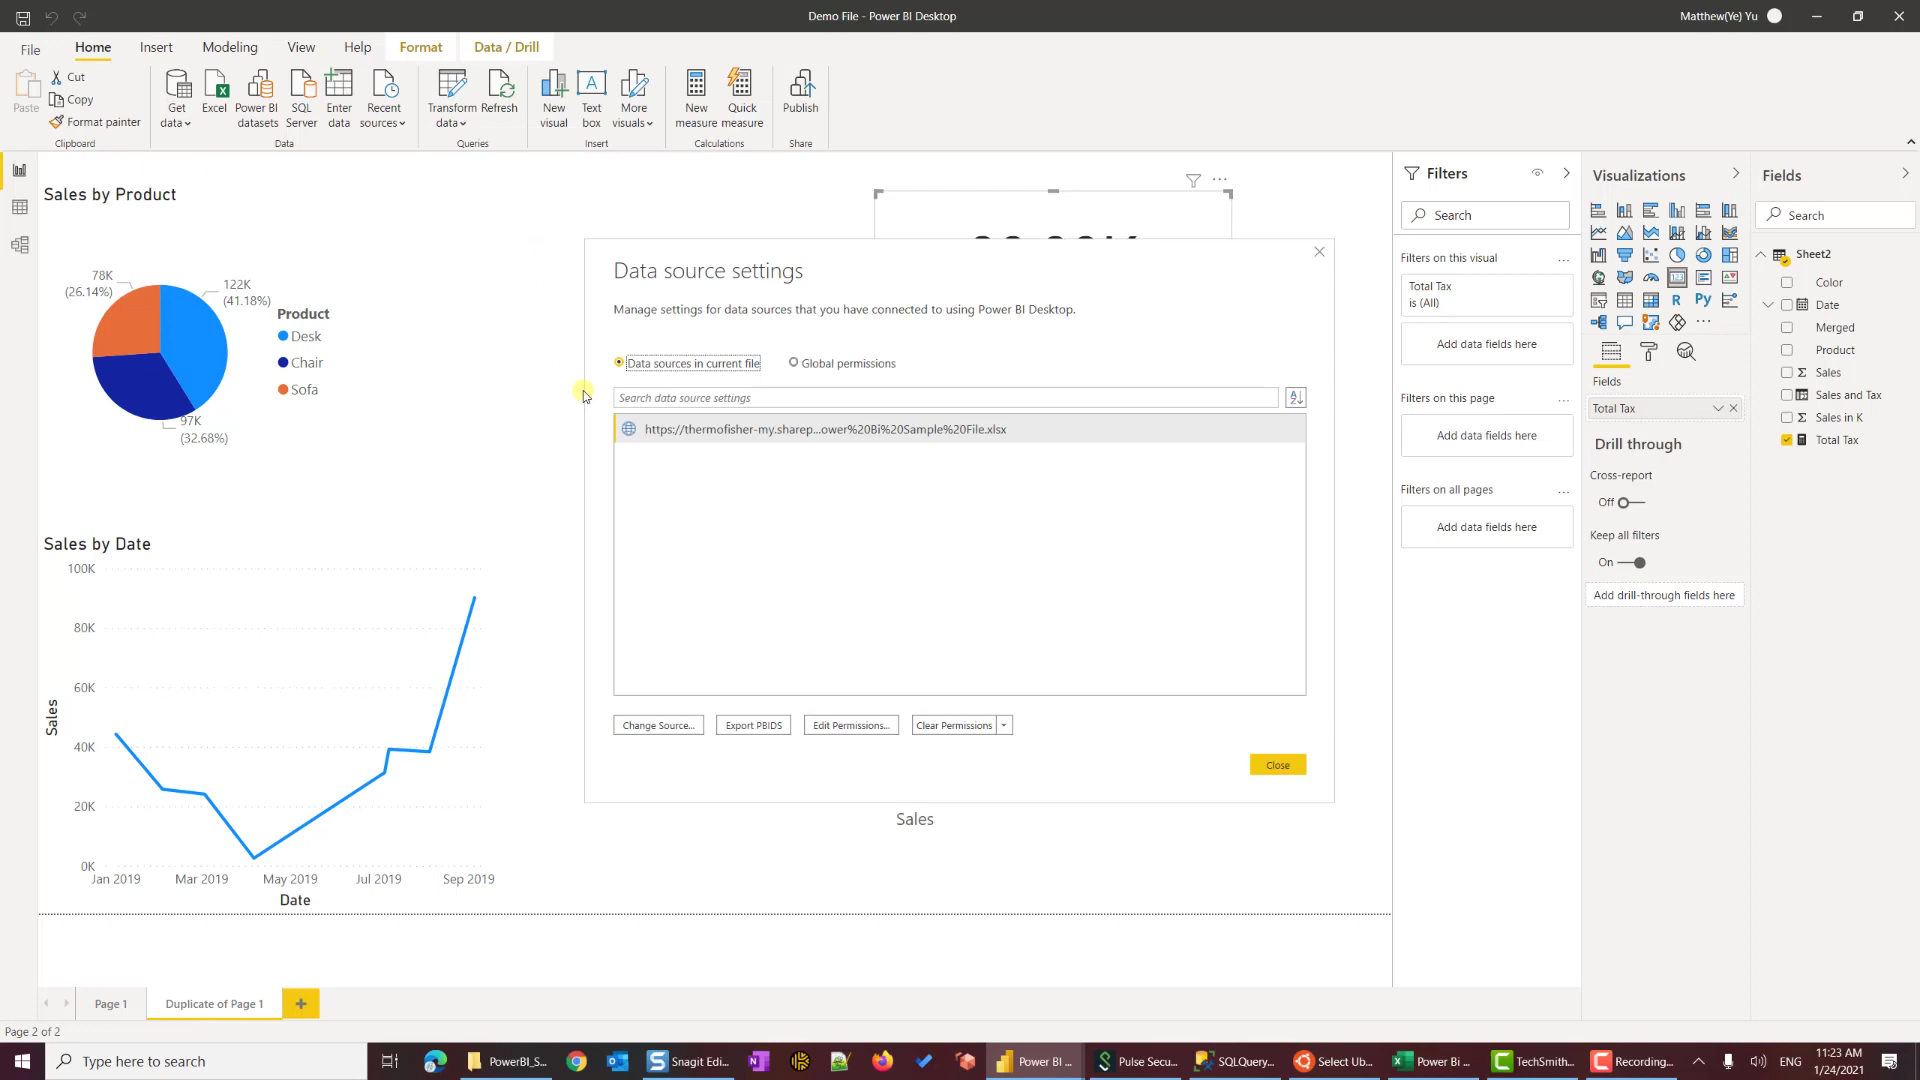 Demo File - Power BI Desktop
Matthew(Ye) Yu
File
Home
Insert
Modeling
View
Help
Format
Data / Drill
Paste
Cut
Copy
Format painter
Clipboard
Get data
Excel
Power BI datasets
SQL Server
Enter data
Recent sources
Data
Transform data
Refresh
Queries
New visual
Text box
More visuals
Insert
New measure
Quick measure
Calculations
Publish
Share
Sales by Product
78K
(26.14%)
122K
(41.18%)
97K
(32.68%)
Product
Desk
Chair
Sofa
Sales by Date
100K
80K
60K
40K
20K
0K
Sales
Jan 2019
Mar 2019
May 2019
Jul 2019
Sep 2019
Date
Data source settings
Manage settings for data sources that you have connected to using Power BI Desktop.
Data sources in current file
Global permissions
Search data source settings
https://thermofisher-my.sharep...ower%20Bi%20Sample%20File.xlsx
Change Source...
Export PBIDS
Edit Permissions...
Clear Permissions
Close
Sales
Filters
Search
Filters on this visual
Total Tax
is (All)
Add data fields here
Filters on this page
Add data fields here
Filters on all pages
Add data fields here
Visualizations
R
Py
Fields
Total Tax
Drill through
Cross-report
Off
Keep all filters
On
Add drill-through fields here
Fields
Search
Sheet2
Color
Date
Merged
Product
Sales
Sales and Tax
Sales in K
Total Tax
Page 1
Duplicate of Page 1
Page 2 of 2
Type here to search
PowerBI_S...
Snagit Edi...
Power BI ...
Pulse Secu...
SQLQuery...
Select Ub...
Power Bi ...
TechSmith...
Recording...
ENG
11:23 AM
1/24/2021